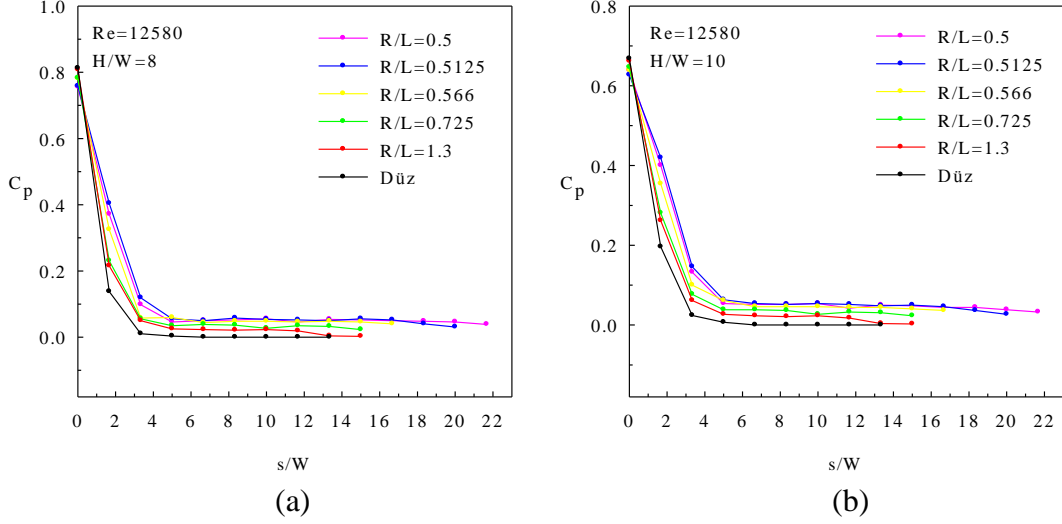 1.0
0.8
0.6
0.4
0.2
0.0
Cp
Re=12580
H/W=8
R/L=0.5
R/L=0.5125
R/L=0.566
R/L=0.725
R/L=1.3
Düz
0 2 4 6 8 10 12 14 16 18 20 22
s/W
(a)
0.8
0.6
0.4
0.2
0.0
Cp
Re=12580
H/W=10
R/L=0.5
R/L=0.5125
R/L=0.566
R/L=0.725
R/L=1.3
Düz
0 2 4 6 8 10 12 14 16 18 20 22
s/W
(b)